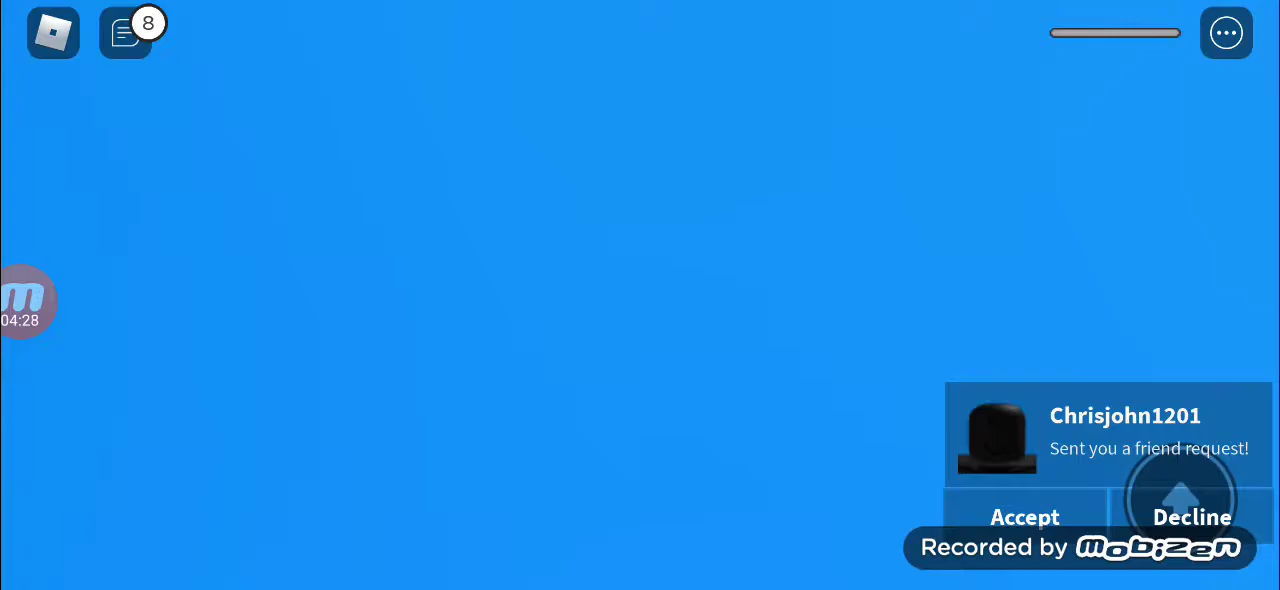 8
04:28
Chrisjohn1201
Sent you a friend request!
Accept Decline
Recorded by mobizen